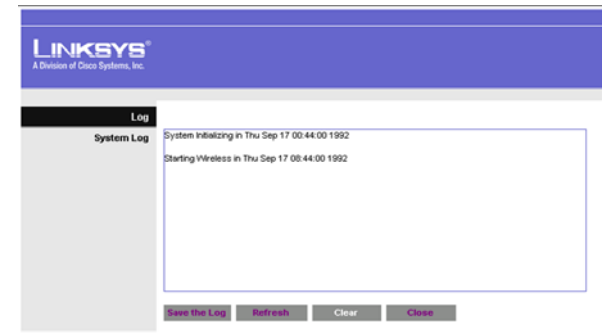 LINKSYS®
A Division of Cisco Systems, Inc.
Log
System Log
System Initializing in Thu Sep 17 00:44:00 1992
Starting Wireless in Thu Sep 17 08:44:00 1992
Save the Log Refresh Clear Close